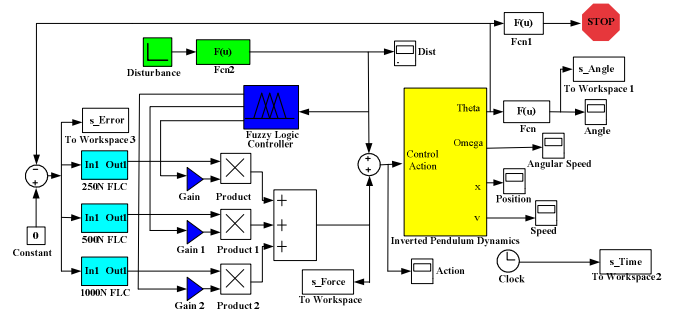 F(u)
Fcn1
STOP
Disturbance
F(u)
Fcn2
Dist
s_Angle
To Workspace 1
s_Error
To Workspace3
Fuzzy Logic
Controller
Theta
F(u)
Fcn
Angle
Omega
Angular Speed
Control
Action
x
Position
v
Speed
Inverted Pendulum Dynamics
In1 Out1
250N FLC
Gain
Product
In1 Out1
500N FLC
Gain 1
Product 1
In1 Out1
1000N FLC
Gain 2
Product 2
0
Constant
s_Force
To Workspace
Action
Clock
s_Time
To Workspace2